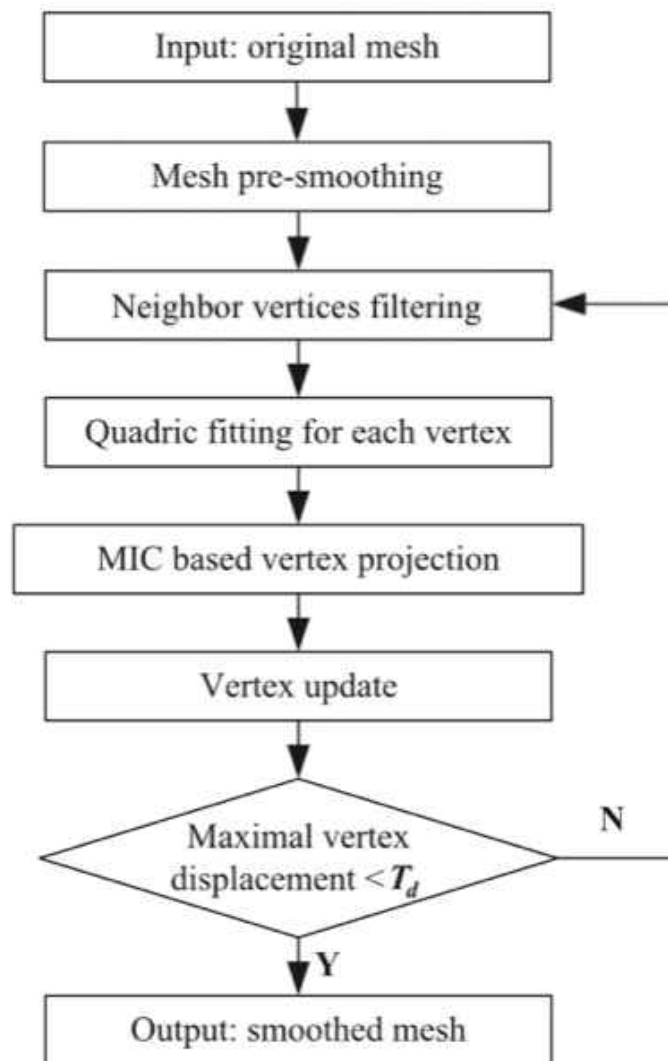 Input: original mesh
Mesh pre-smoothing
Neighbor vertices filtering
Quadric fitting for each vertex
MIC based vertex projection
Vertex update
Maximal vertex
displacement < T_d
N
Y
Output: smoothed mesh